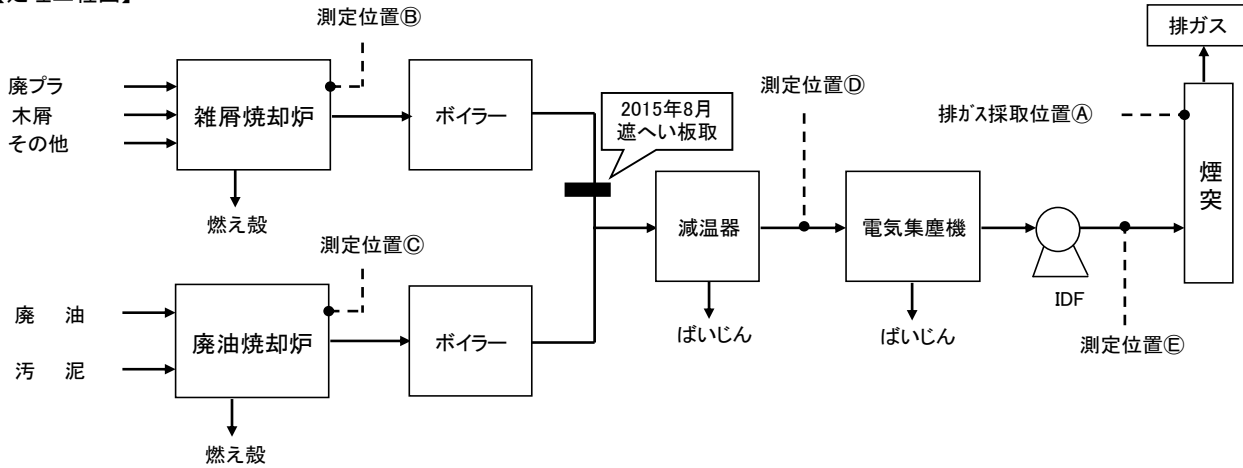 測定位置Ⓑ
排ガス
廃プラ
木屑
その他
雑屑焼却炉
ボイラー
2015年8月
遮へい板取
測定位置Ⓓ
排ガス採取位置Ⓐ
煙突
燃え殻
測定位置Ⓒ
減温器
電気集塵機
IDF
廃 油
汚 泥
廃油焼却炉
ボイラー
ばいじん
ばいじん
測定位置Ⓔ
燃え殻